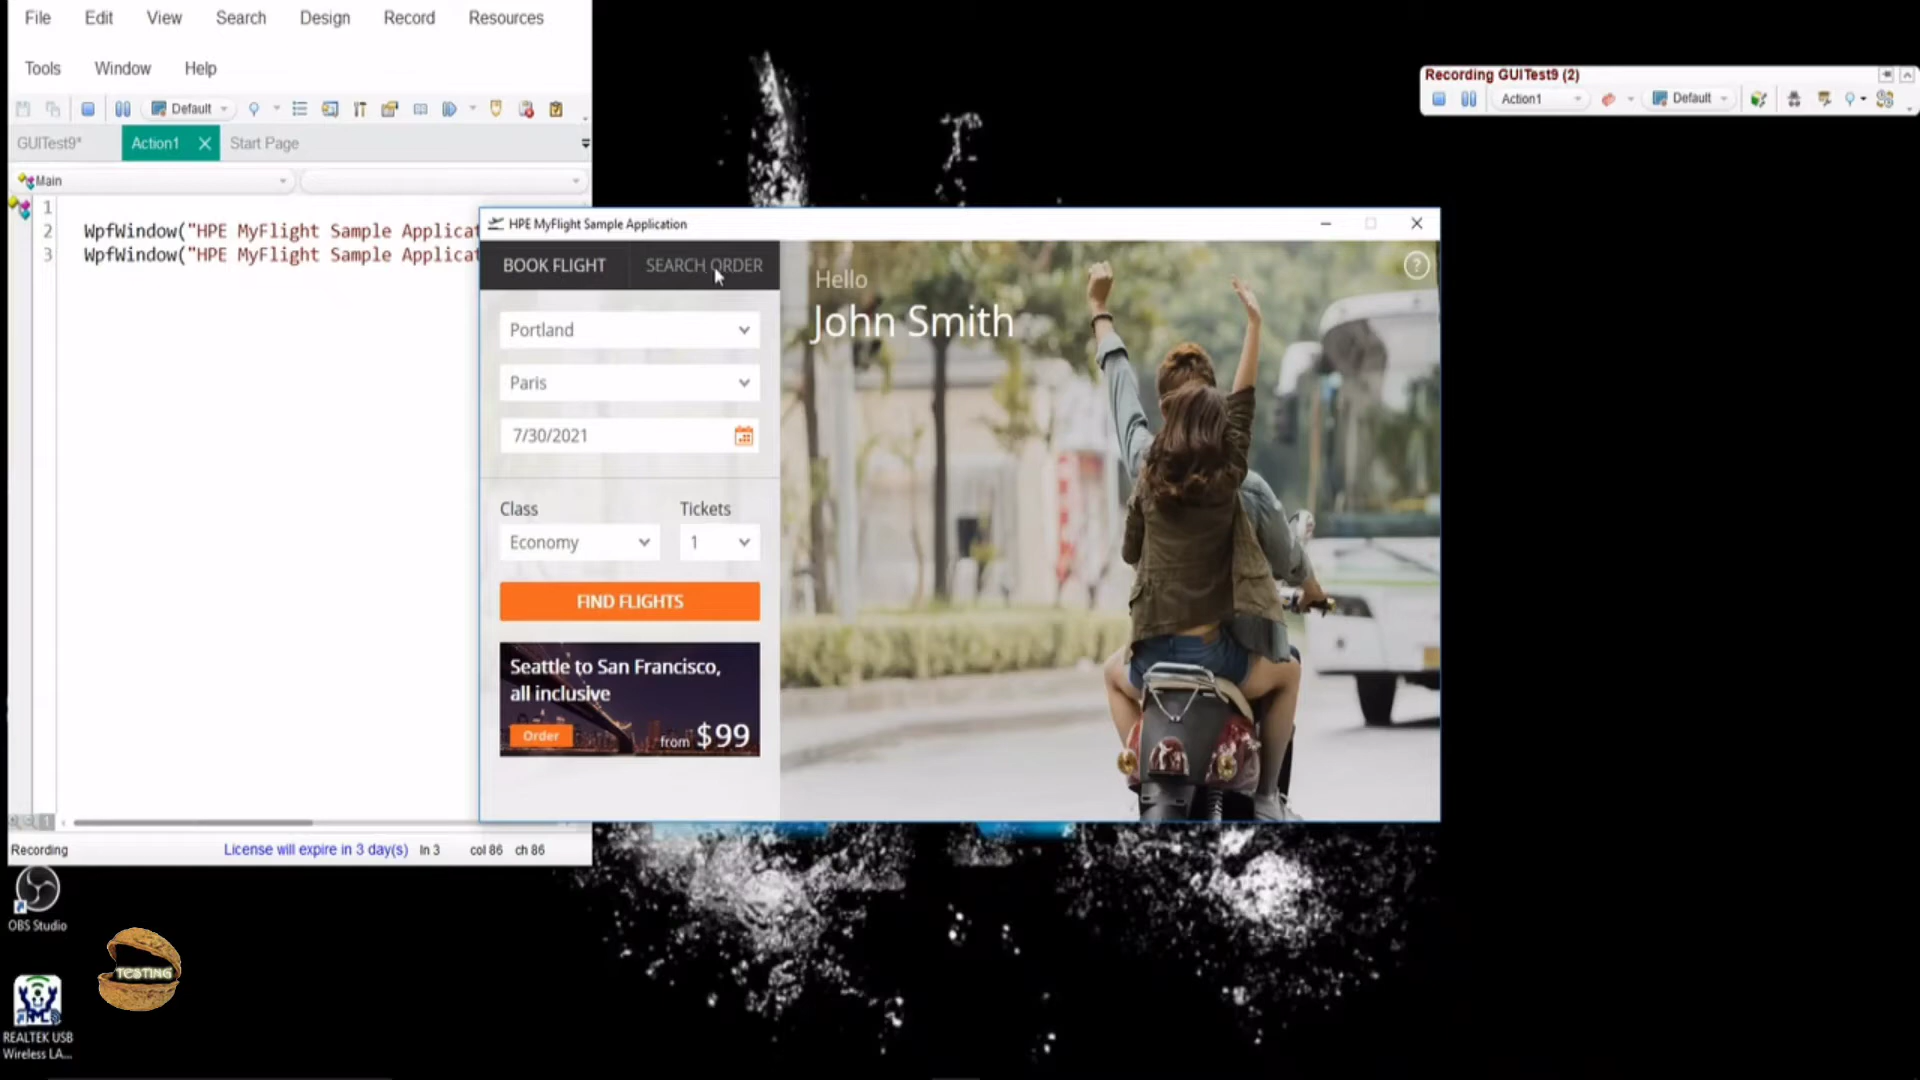 File Edit View Search Design Record Resources
Tools Window Help
Default
GUITest9* Action1 Start Page
Main
1
2 WpfWindow("HPE MyFlight Sample Applicat
3 WpfWindow("HPE MyFlight Sample Applicat
1
Recording License will expire in 3 day(s) ln 3 col 86 ch 86
Recording GUITest9 (2)
Action1 Default
HPE MyFlight Sample Application
BOOK FLIGHT SEARCH ORDER
Hello
John Smith
?
Portland
Paris
7/30/2021
Class Tickets
Economy 1
FIND FLIGHTS
Seattle to San Francisco,
all inclusive
Order from $99
OBS Studio
TESTING
REALTEK USB
Wireless LA...